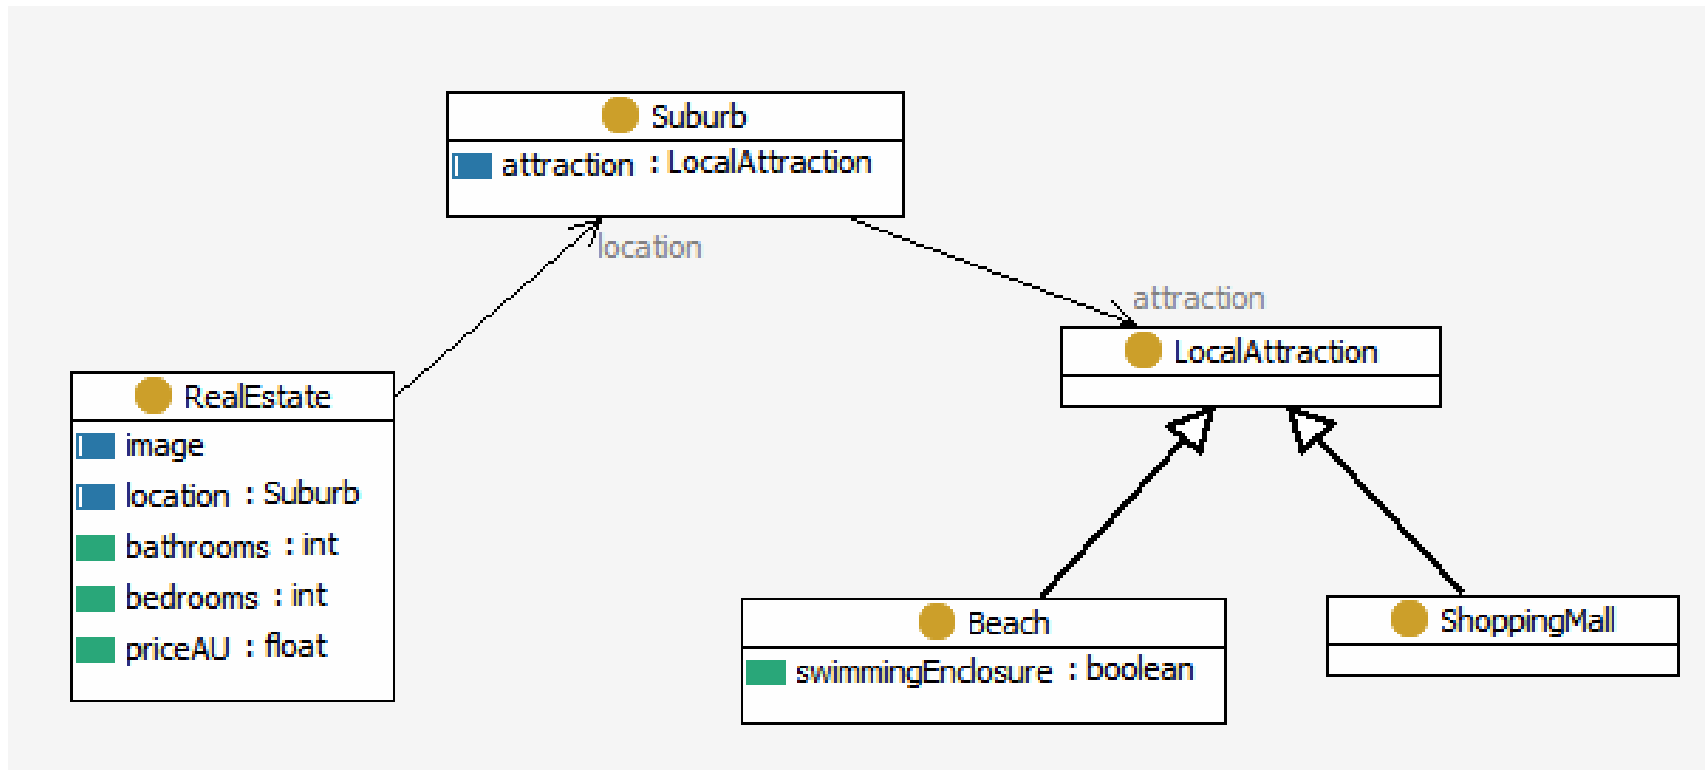 Suburb
attraction : LocalAttraction
location
attraction
LocalAttraction
RealEstate
image
location : Suburb
bathrooms : int
bedrooms : int
priceAU : float
Beach
swimmingEnclosure : boolean
ShoppingMall